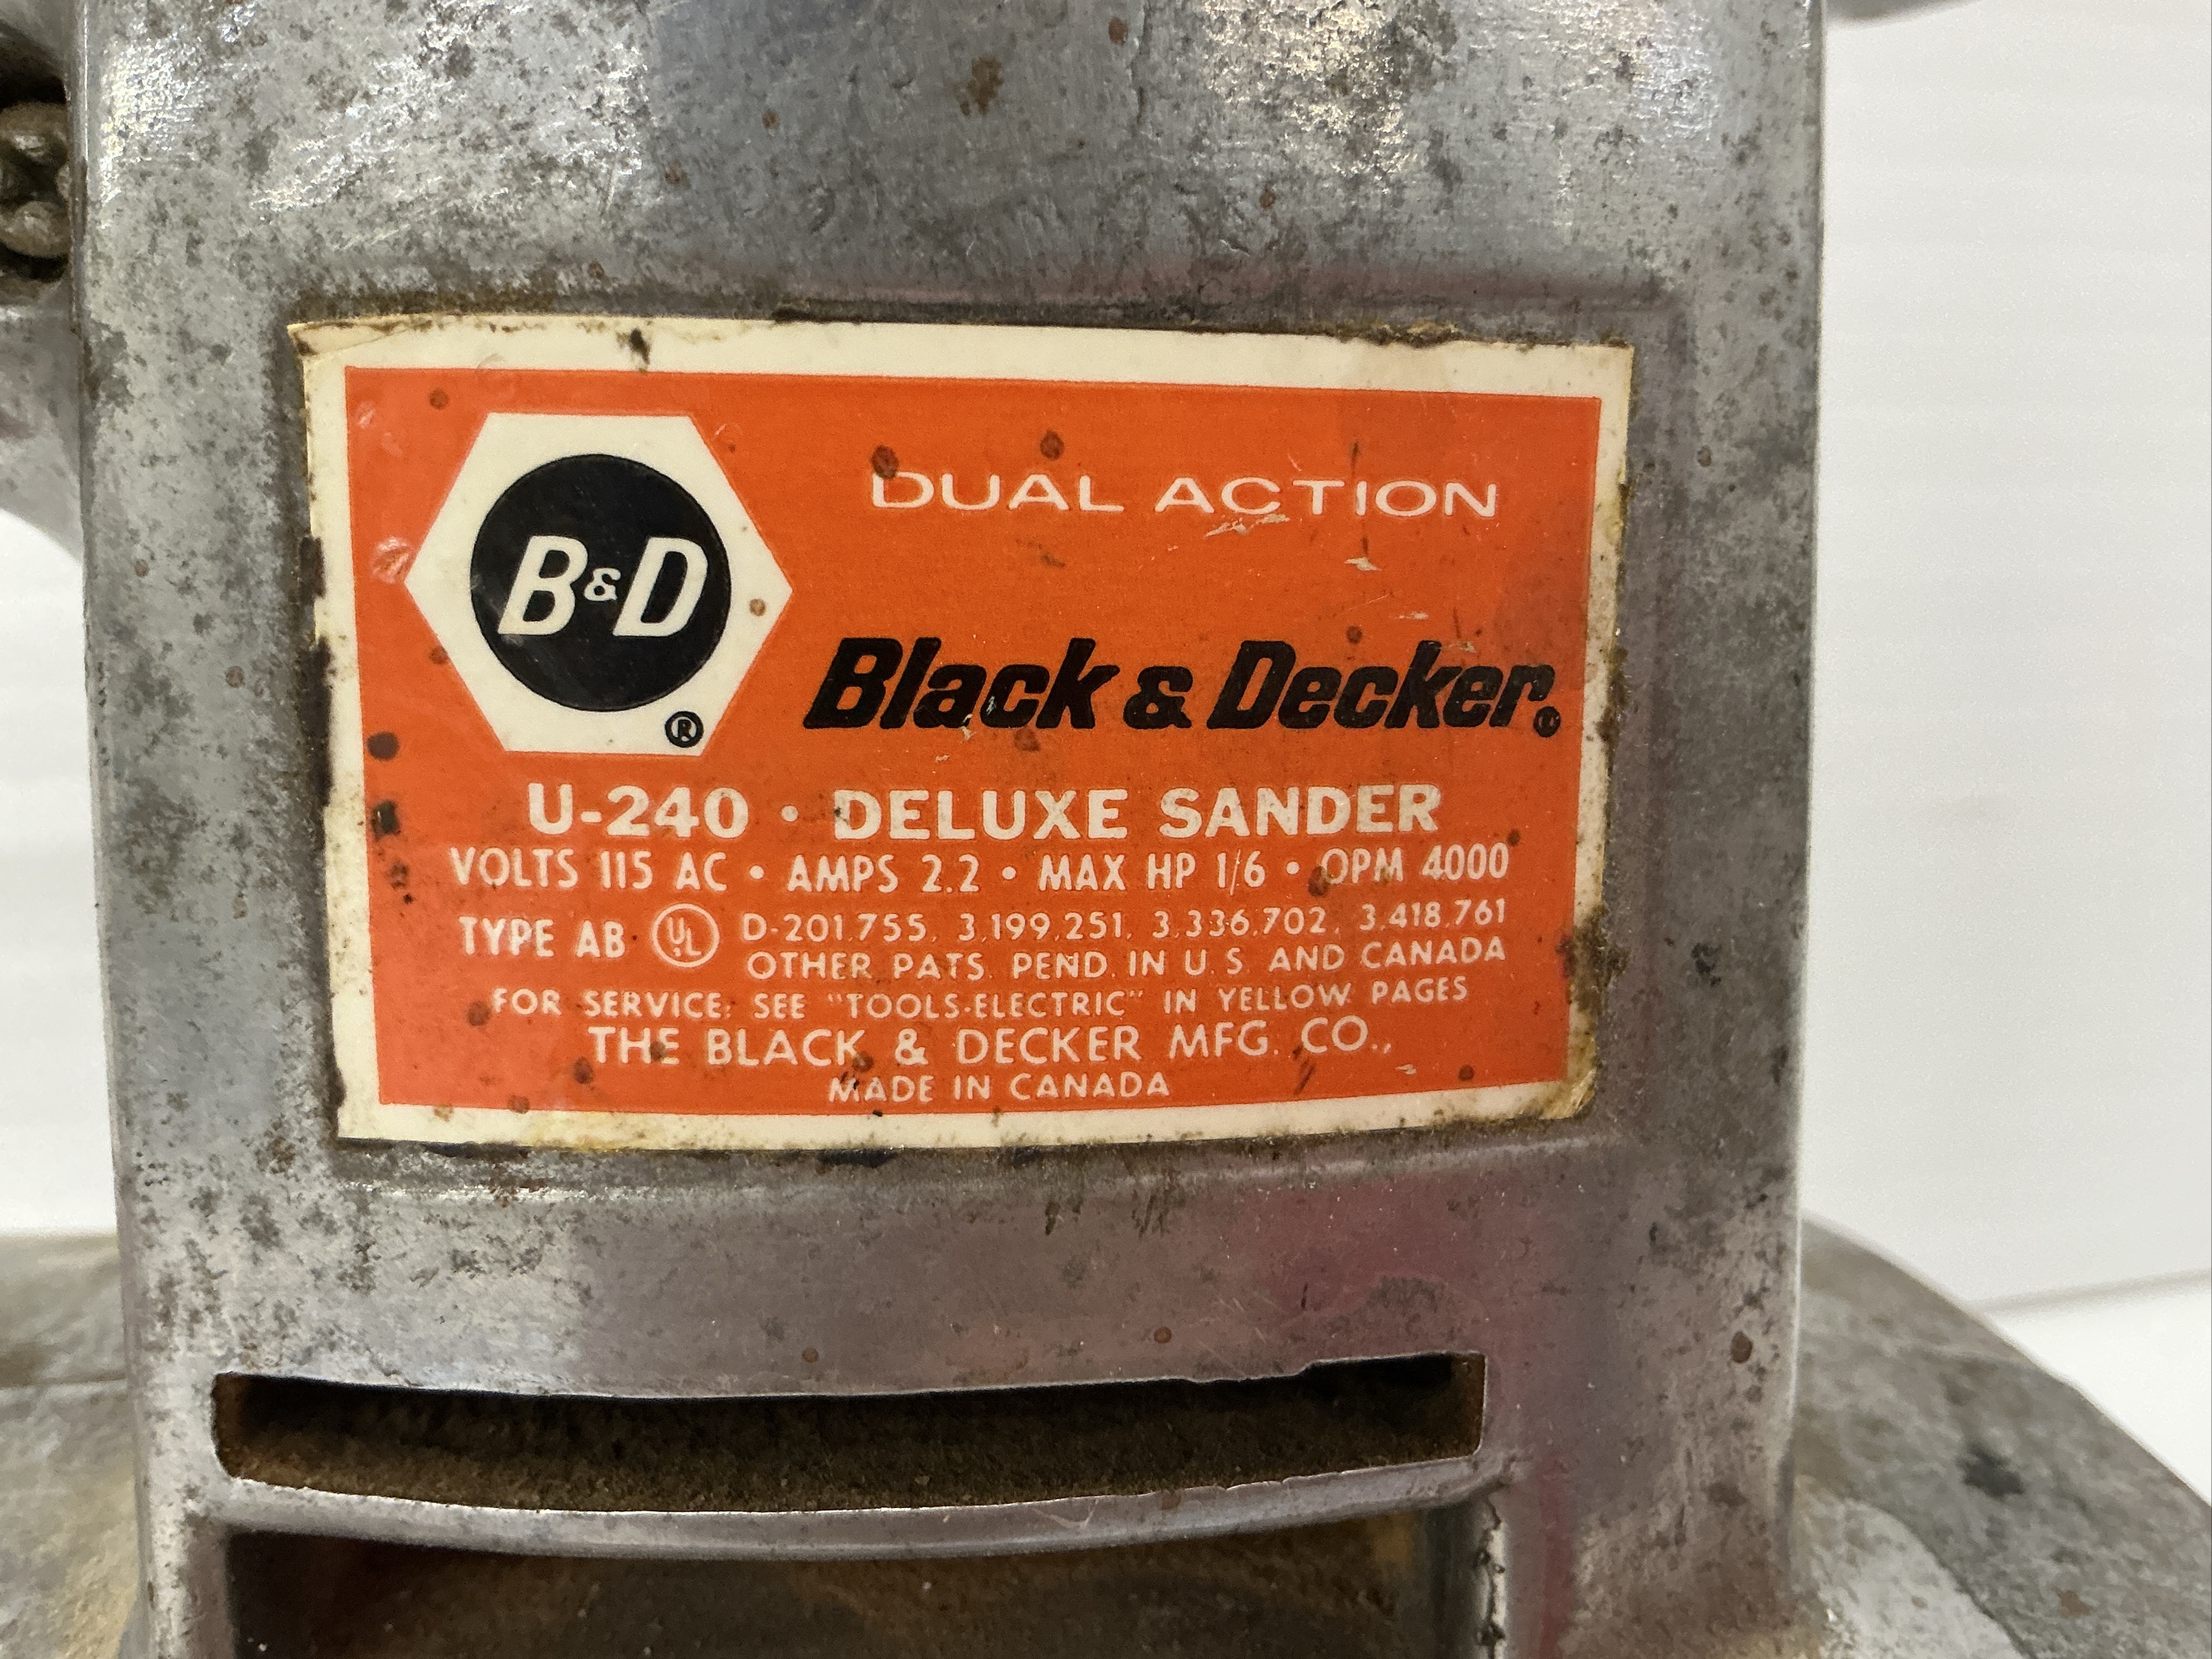 DUAL ACTION
B&D
®
Black & Decker®
U-240 • DELUXE SANDER
VOLTS 115 AC • AMPS 2.2 • MAX HP 1/6 • OPM 4000
TYPE AB UL D-201,755, 3,199,251, 3,336,702, 3,418,761
OTHER PATS. PEND. IN U.S. AND CANADA
FOR SERVICE: SEE "TOOLS-ELECTRIC" IN YELLOW PAGES
THE BLACK & DECKER MFG. CO.,
MADE IN CANADA